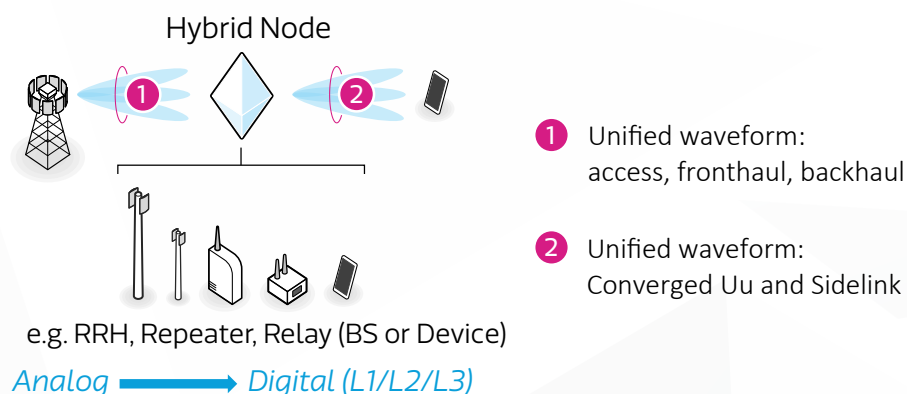 Hybrid Node
1
2
1 Unified waveform:
access, fronthaul, backhaul
2 Unified waveform:
Converged Uu and Sidelink
e.g. RRH, Repeater, Relay (BS or Device)
Analog Digital (L1/L2/L3)